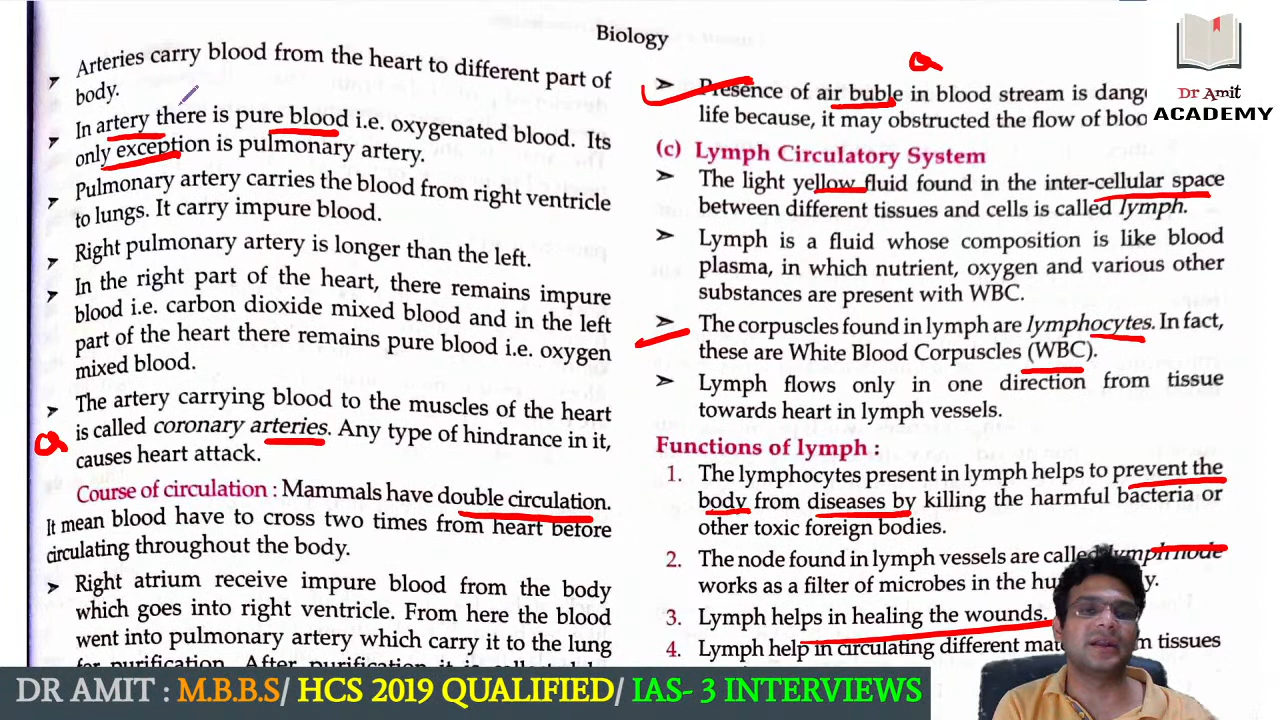 Biology
Arteries carry blood from the heart to different part of
body.
In artery there is pure blood i.e. oxygenated blood. Its
only exception is pulmonary artery.
Pulmonary artery carries the blood from right ventricle
to lungs. It carry impure blood.
Right pulmonary artery is longer than the left.
In the right part of the heart, there remains impure
blood i.e. carbon dioxide mixed blood and in the left
part of the heart there remains pure blood i.e. oxygen
mixed blood.
The artery carrying blood to the muscles of the heart
is called coronary arteries. Any type of hindrance in it,
causes heart attack.
Course of circulation : Mammals have double circulation.
It mean blood have to cross two times from heart before
circulating throughout the body.
Right atrium receive impure blood from the body
which goes into right ventricle. From here the blood
went into pulmonary artery which carry it to the lung
for purification. After purification it is
Presence of air buble in blood stream is dang
life because, it may obstructed the flow of bloo
(c) Lymph Circulatory System
The light yellow fluid found in the inter-cellular space
between different tissues and cells is called lymph.
Lymph is a fluid whose composition is like blood
plasma, in which nutrient, oxygen and various other
substances are present with WBC.
The corpuscles found in lymph are lymphocytes. In fact,
these are White Blood Corpuscles (WBC).
Lymph flows only in one direction from tissue
towards heart in lymph vessels.
Functions of lymph :
1. The lymphocytes present in lymph helps to prevent the
body from diseases by killing the harmful bacteria or
other toxic foreign bodies.
2. The node found in lymph vessels are called lymph node
works as a filter of microbes in the hu y.
3. Lymph helps in healing the wounds.
4. Lymph help in circulating different mat m tissues
Dr Amit
ACADEMY
DR AMIT : M.B.B.S/ HCS 2019 QUALIFIED/ IAS- 3 INTERVIEWS